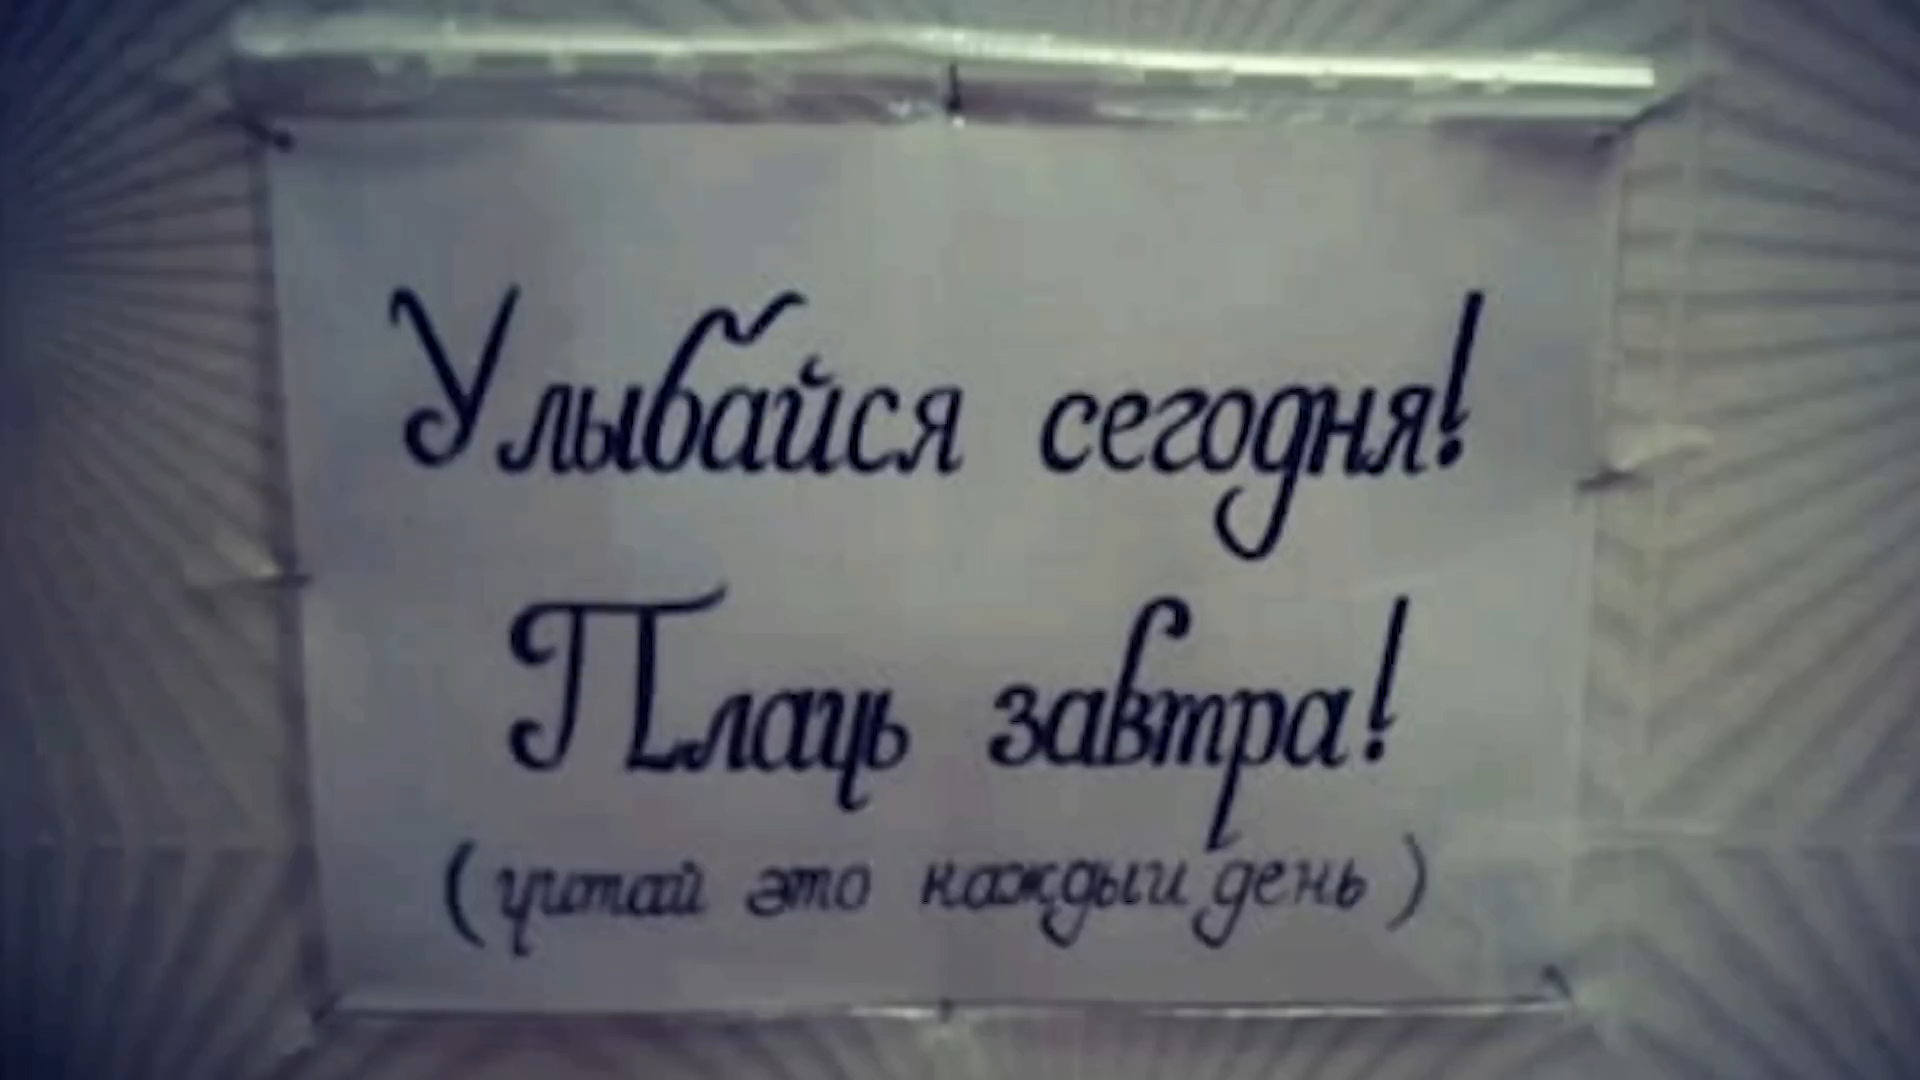 Улыбайся сегодня!
Плачь завтра!
(читай это каждый день)